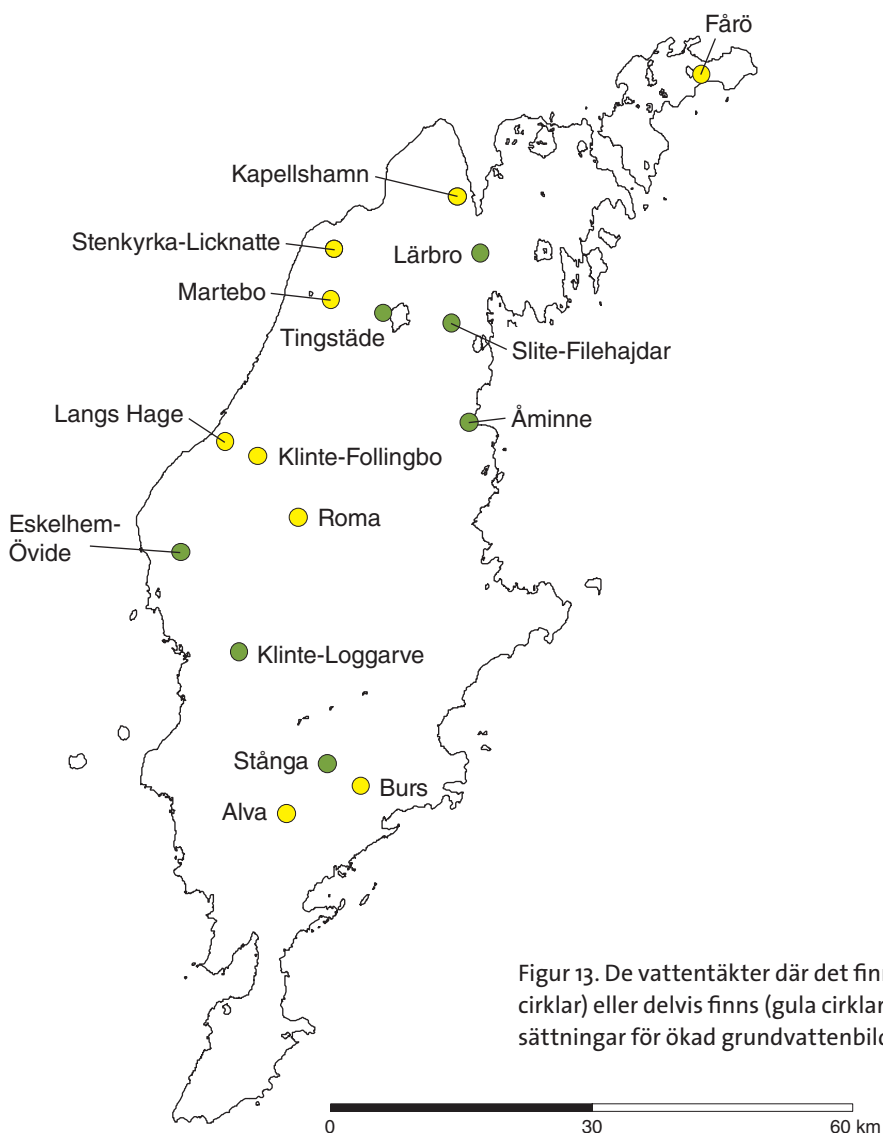 Fårö
Kapellshamn
Stenkyrka-Licknatte
Lärbro
Martebo
Tingstäde
Slite-Filehajdar
Langs Hage
Åminne
Klinte-Follingbo
Roma
Eskelhem-
Övide
Klinte-Loggarve
Stånga
Burs
Alva
Figur 13. De vattentäkter där det
cirklar) eller delvis finns (gula cirklar
sättningar för ökad grundvattenbild
0
30
60 km